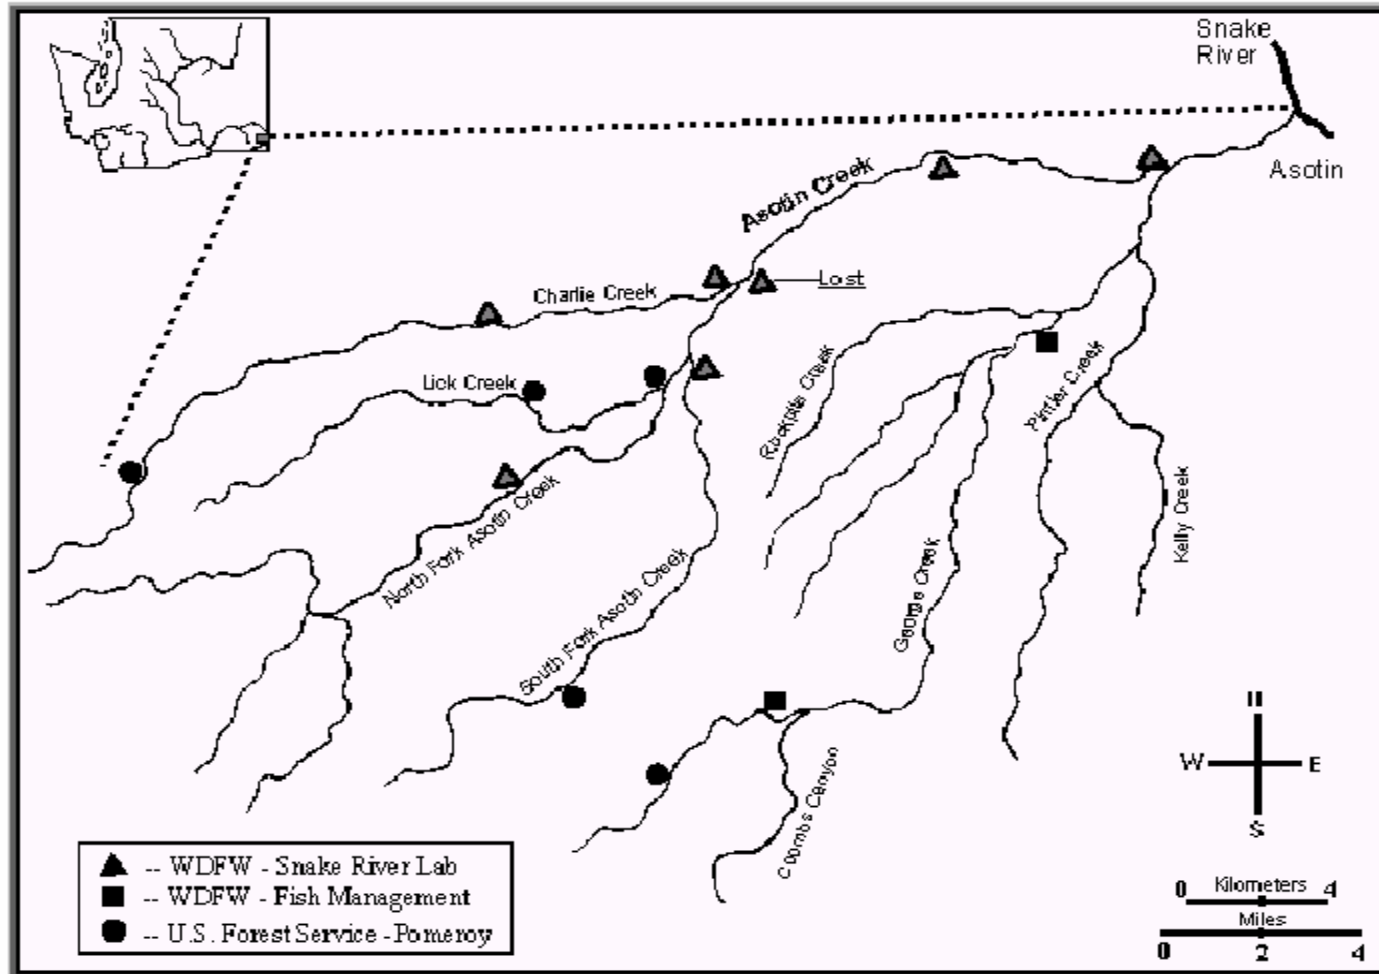 Snake
River
Asotin
Asotin Creek
Lost
Charlie Creek
Lick Creek
Rockpile Creek
Pintler Creek
Kelly Creek
North Fork Asotin Creek
South Fork Asotin Creek
George Creek
Coombs Canyon
N
W E
S
-- WDFW - Snake River Lab
-- WDFW - Fish Management
-- U.S. Forest Service - Pomeroy
0 Kilometers 4
Miles
0 2 4